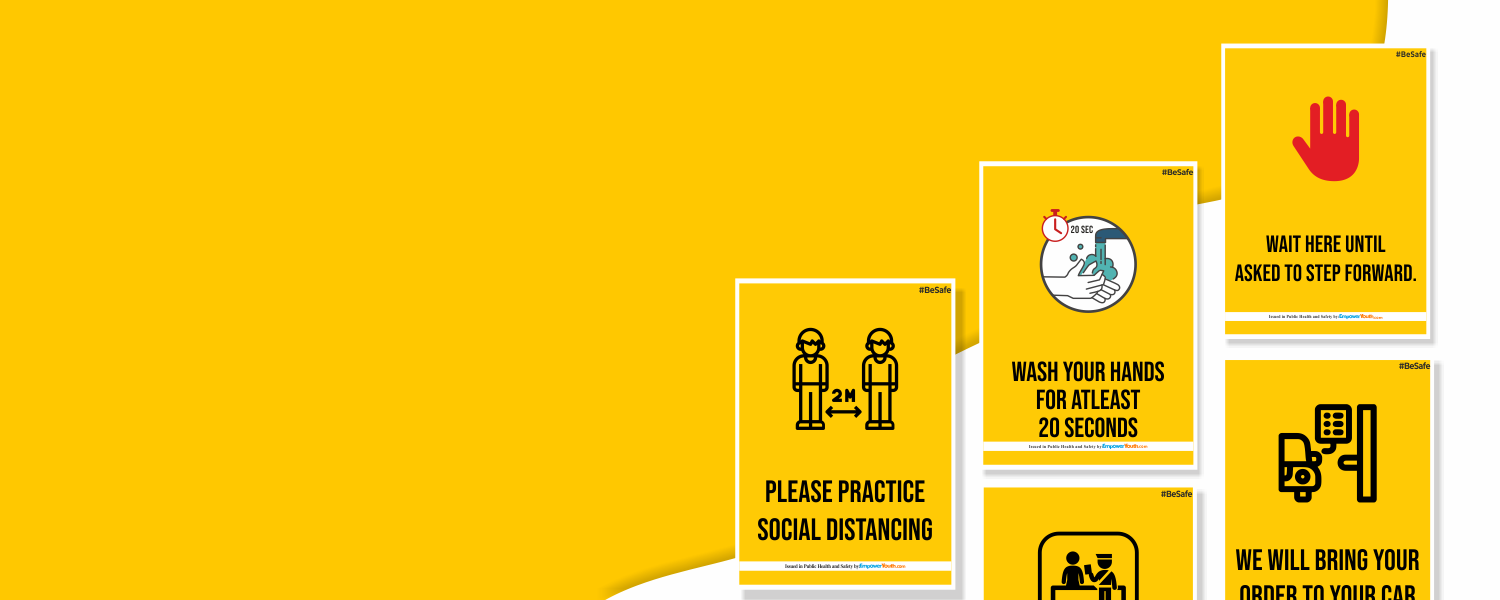 #BeSafe
2M
PLEASE PRACTICE
SOCIAL DISTANCING
Issued in Public Health and Safety by EmpowerYouth.com
#BeSafe
20 SEC
WASH YOUR HANDS
FOR ATLEAST
20 SECONDS
Issued in Public Health and Safety by EmpowerYouth.com
#BeSafe
#BeSafe
WAIT HERE UNTIL
ASKED TO STEP FORWARD.
Issued in Public Health and Safety by EmpowerYouth.com
#BeSafe
WE WILL BRING YOUR
ORDER TO YOUR CAR